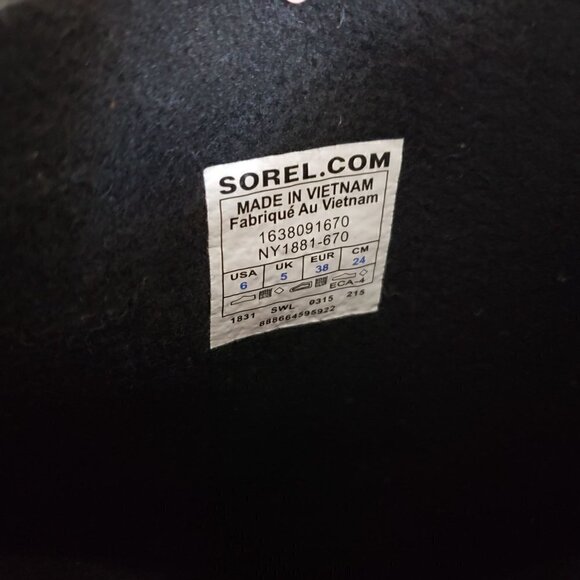 SOREL.COM
MADE IN VIETNAM
Fabriqué Au Vietnam
1638091670
NY1881-670
USA UK EUR CM
6 5 38 24
ECA-4
1831 SWL 0315 215
888664595922